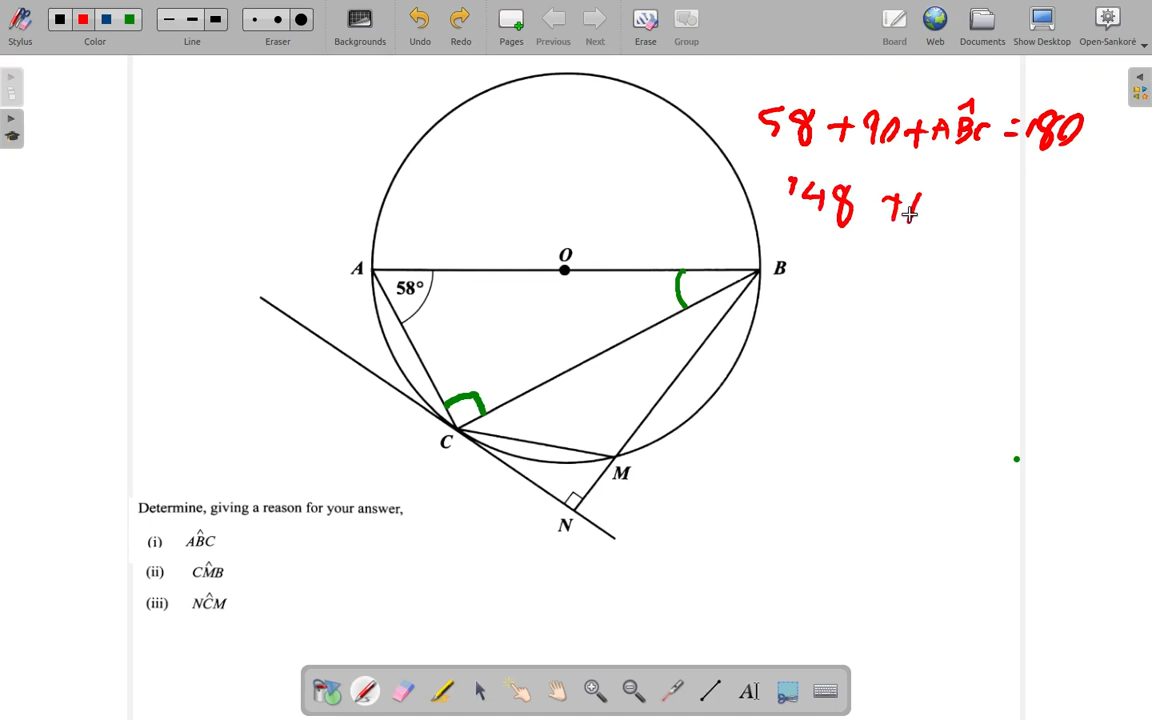 Stylus
Color
Line
Eraser
Backgrounds
Undo
Redo
Pages
Previous
Next
Erase
Group
Board
Web
Documents
Show Desktop
Open-Sankoré
58 + 90 + AB̂C = 180
148 +
O
A
B
58°
C
M
N
Determine, giving a reason for your answer,
(i) AB̂C
(ii) CM̂B
(iii) NĈM
A